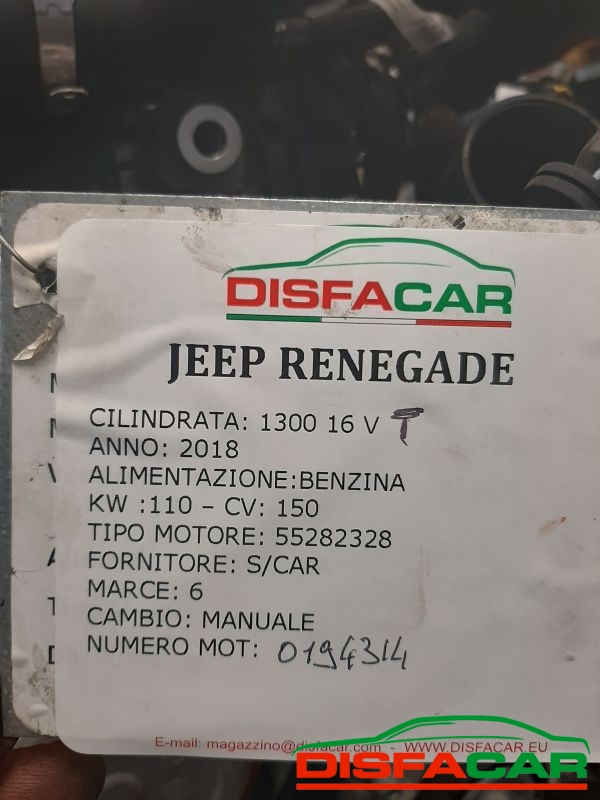 DISFACAR
JEEP RENEGADE
CILINDRATA: 1300 16 V T
ANNO: 2018
ALIMENTAZIONE:BENZINA
KW :110 – CV: 150
TIPO MOTORE: 55282328
FORNITORE: S/CAR
MARCE: 6
CAMBIO: MANUALE
NUMERO MOT: 0194314
E-mail: magazzino@disfacar.com - WWW.DISFACAR.EU
DISFACAR